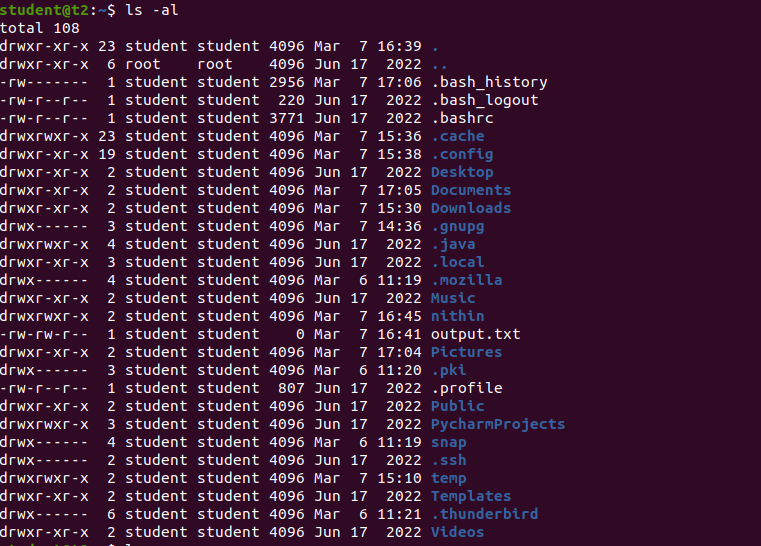 student@t2:~$ ls -al
total 108
drwxr-xr-x 23 student student 4096 Mar  7 16:39 .
drwxr-xr-x  6 root    root    4096 Jun 17  2022 ..
-rw-------  1 student student 2956 Mar  7 17:06 .bash_history
-rw-r--r--  1 student student  220 Jun 17  2022 .bash_logout
-rw-r--r--  1 student student 3771 Jun 17  2022 .bashrc
drwxrwxr-x 23 student student 4096 Mar  7 15:36 .cache
drwxr-xr-x 19 student student 4096 Mar  7 15:38 .config
drwxr-xr-x  2 student student 4096 Jun 17  2022 Desktop
drwxr-xr-x  2 student student 4096 Mar  7 17:05 Documents
drwxr-xr-x  2 student student 4096 Mar  7 15:30 Downloads
drwx------  3 student student 4096 Mar  7 14:36 .gnupg
drwxrwxr-x  4 student student 4096 Jun 17  2022 .java
drwxr-xr-x  3 student student 4096 Jun 17  2022 .local
drwx------  4 student student 4096 Mar  6 11:19 .mozilla
drwxr-xr-x  2 student student 4096 Jun 17  2022 Music
drwxrwxr-x  2 student student 4096 Mar  7 16:45 nithin
-rw-rw-r--  1 student student    0 Mar  7 16:41 output.txt
drwxr-xr-x  2 student student 4096 Mar  7 17:04 Pictures
drwx------  3 student student 4096 Mar  6 11:20 .pki
-rw-r--r--  1 student student  807 Jun 17  2022 .profile
drwxr-xr-x  2 student student 4096 Jun 17  2022 Public
drwxrwxr-x  3 student student 4096 Jun 17  2022 PycharmProjects
drwx------  4 student student 4096 Mar  6 11:19 snap
drwx------  2 student student 4096 Jun 17  2022 .ssh
drwxrwxr-x  2 student student 4096 Mar  7 15:10 temp
drwxr-xr-x  2 student student 4096 Jun 17  2022 Templates
drwx------  6 student student 4096 Mar  6 11:21 .thunderbird
drwxr-xr-x  2 student student 4096 Jun 17  2022 Videos